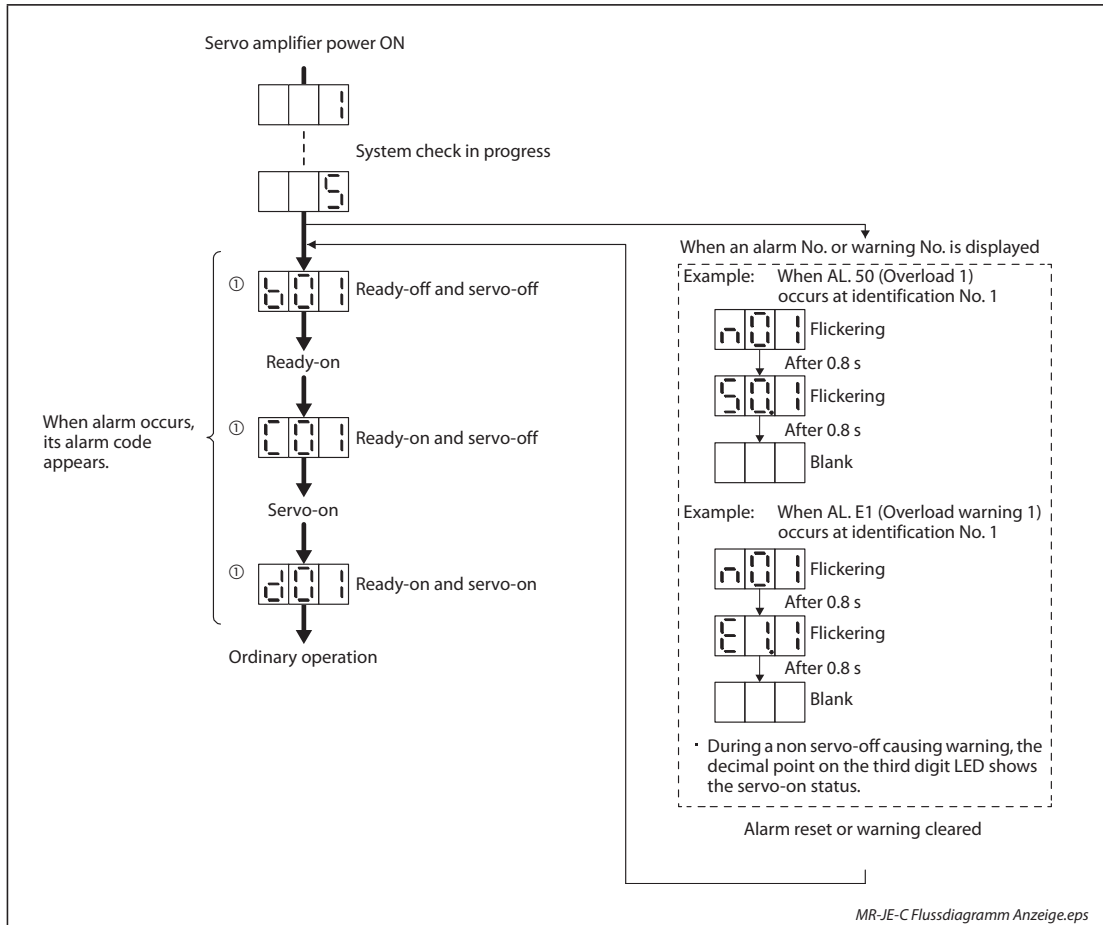 Servo amplifier power ON
1
System check in progress
S
① b01 Ready-off and servo-off
Ready-on
When alarm occurs,
its alarm code
appears.
① C01 Ready-on and servo-off
Servo-on
① d01 Ready-on and servo-on
Ordinary operation
When an alarm No. or warning No. is displayed
Example: When AL. 50 (Overload 1)
occurs at identification No. 1
n01 Flickering
After 0.8 s
50.1 Flickering
After 0.8 s
Blank
Example: When AL. E1 (Overload warning 1)
occurs at identification No. 1
n01 Flickering
After 0.8 s
E1.1 Flickering
After 0.8 s
Blank
· During a non servo-off causing warning, the
decimal point on the third digit LED shows
the servo-on status.
Alarm reset or warning cleared
MR-JE-C Flussdiagramm Anzeige.eps